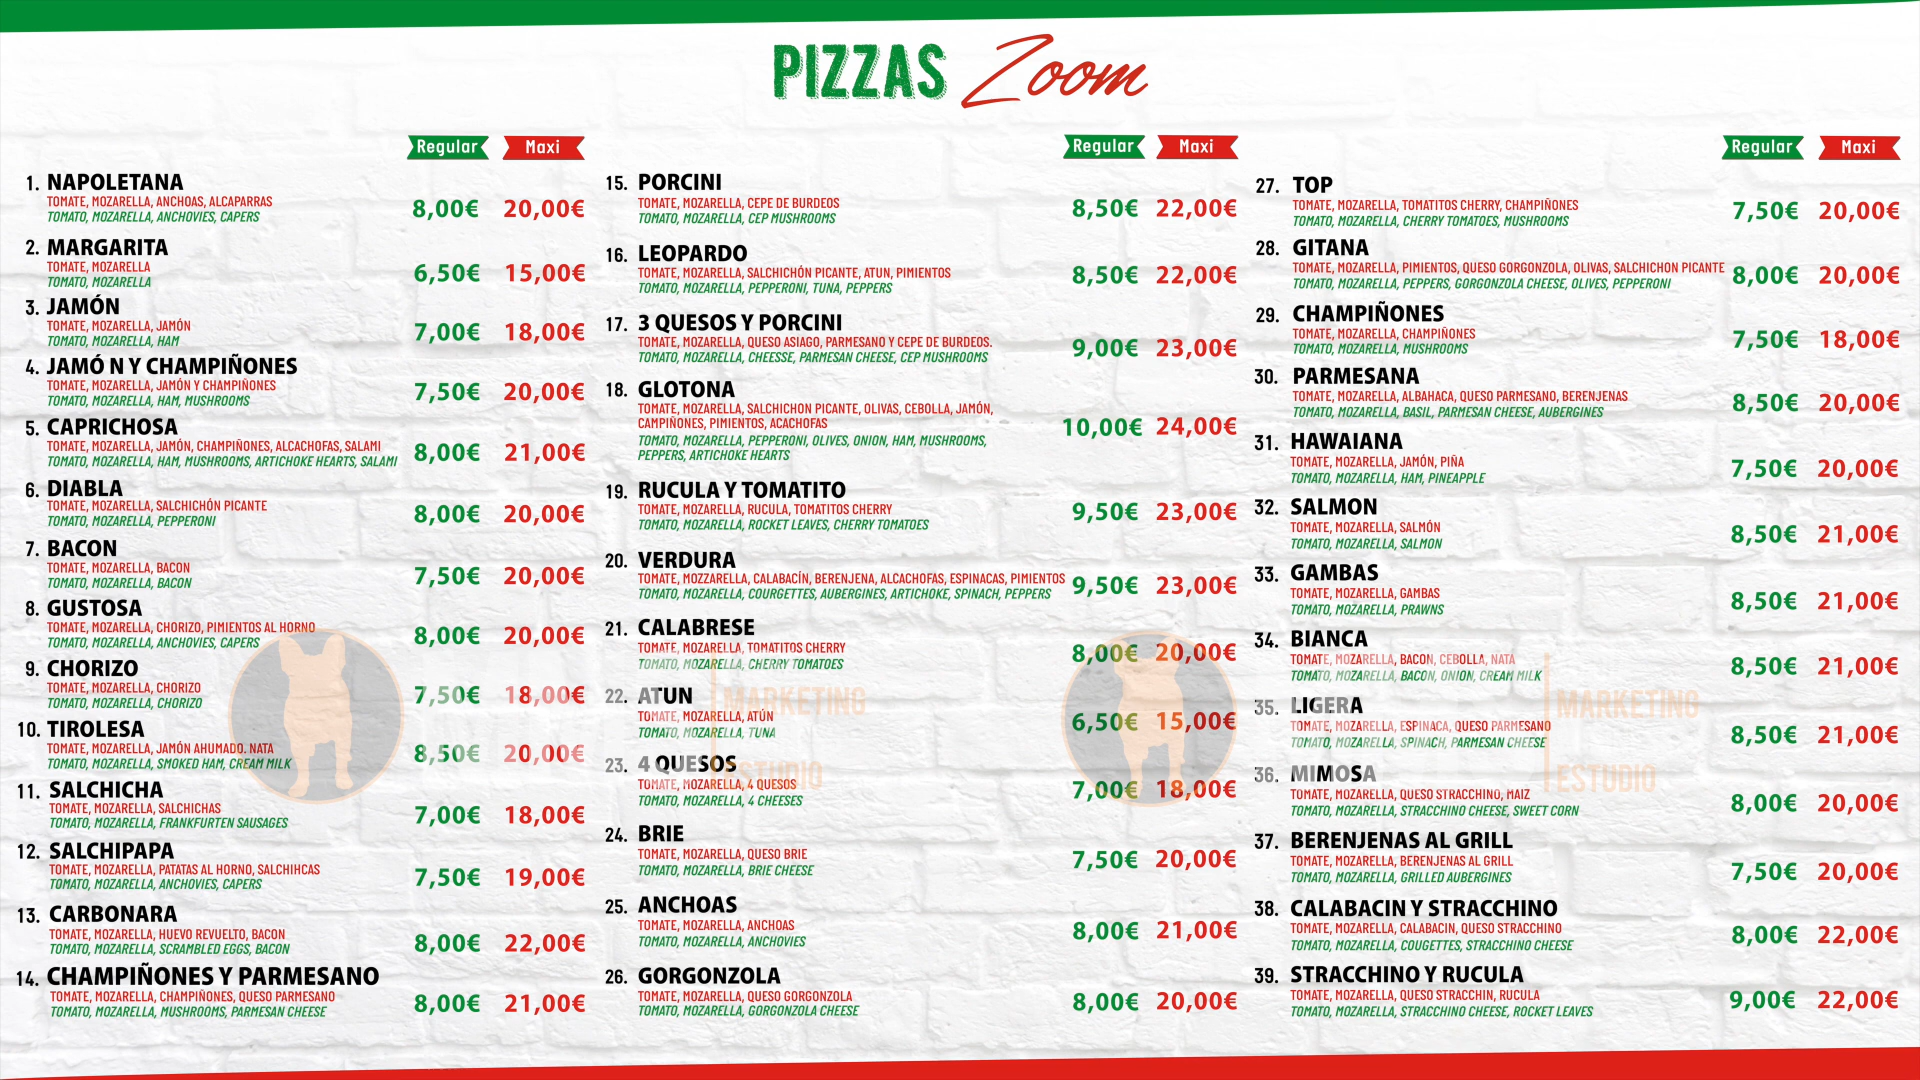 PIZZAS Zoom
Regular Maxi
1. NAPOLETANA
TOMATE, MOZARELLA, ANCHOAS, ALCAPARRAS
TOMATO, MOZARELLA, ANCHOVIES, CAPERS
8,00€ 20,00€
2. MARGARITA
TOMATE, MOZARELLA
TOMATO, MOZARELLA
6,50€ 15,00€
3. JAMÓN
TOMATE, MOZARELLA, JAMÓN
TOMATO, MOZARELLA, HAM
7,00€ 18,00€
4. JAMÓ N Y CHAMPIÑONES
TOMATE, MOZARELLA, JAMÓN Y CHAMPIÑONES
TOMATO, MOZARELLA, HAM, MUSHROOMS
7,50€ 20,00€
5. CAPRICHOSA
TOMATE, MOZARELLA, JAMÓN, CHAMPIÑONES, ALCACHOFAS, SALAMI
TOMATO, MOZARELLA, HAM, MUSHROOMS, ARTICHOKE HEARTS, SALAMI
8,00€ 21,00€
6. DIABLA
TOMATE, MOZARELLA, SALCHICHÓN PICANTE
TOMATO, MOZARELLA, PEPPERONI
8,00€ 20,00€
7. BACON
TOMATE, MOZARELLA, BACON
TOMATO, MOZARELLA, BACON
7,50€ 20,00€
8. GUSTOSA
TOMATE, MOZARELLA, CHORIZO, PIMIENTOS AL HORNO
TOMATO, MOZARELLA, ANCHOVIES, CAPERS
8,00€ 20,00€
9. CHORIZO
TOMATE, MOZARELLA, CHORIZO
TOMATO, MOZARELLA, CHORIZO
7,50€ 18,00€
10. TIROLESA
TOMATE, MOZARELLA, JAMÓN AHUMADO. NATA
TOMATO, MOZARELLA, SMOKED HAM, CREAM MILK
8,50€ 20,00€
11. SALCHICHA
TOMATE, MOZARELLA, SALCHICHAS
TOMATO, MOZARELLA, FRANKFURTEN SAUSAGES
7,00€ 18,00€
12. SALCHIPAPA
TOMATE, MOZARELLA, PATATAS AL HORNO, SALCHIHCAS
TOMATO, MOZARELLA, ANCHOVIES, CAPERS
7,50€ 19,00€
13. CARBONARA
TOMATE, MOZARELLA, HUEVO REVUELTO, BACON
TOMATO, MOZARELLA, SCRAMBLED EGGS, BACON
8,00€ 22,00€
14. CHAMPIÑONES Y PARMESANO
TOMATE, MOZARELLA, CHAMPIÑONES, QUESO PARMESANO
TOMATO, MOZARELLA, MUSHROOMS, PARMESAN CHEESE
8,00€ 21,00€
Regular Maxi
15. PORCINI
TOMATE, MOZARELLA, CEPE DE BURDEOS
TOMATO, MOZARELLA, CEP MUSHROOMS
8,50€ 22,00€
16. LEOPARDO
TOMATE, MOZARELLA, SALCHICHÓN PICANTE, ATUN, PIMIENTOS
TOMATO, MOZARELLA, PEPPERONI, TUNA, PEPPERS
8,50€ 22,00€
17. 3 QUESOS Y PORCINI
TOMATE, MOZARELLA, QUESO ASIAGO, PARMESANO Y CEPE DE BURDEOS.
TOMATO, MOZARELLA, CHEESSE, PARMESAN CHEESE, CEP MUSHROOMS
9,00€ 23,00€
18. GLOTONA
TOMATE, MOZARELLA, SALCHICHON PICANTE, OLIVAS, CEBOLLA, JAMÓN,
CAMPIÑONES, PIMIENTOS, ACACHOFAS
TOMATO, MOZARELLA, PEPPERONI, OLIVES, ONION, HAM, MUSHROOMS,
PEPPERS, ARTICHOKE HEARTS
10,00€ 24,00€
19. RUCULA Y TOMATITO
TOMATE, MOZARELLA, RUCULA, TOMATITOS CHERRY
TOMATO, MOZARELLA, ROCKET LEAVES, CHERRY TOMATOES
9,50€ 23,00€
20. VERDURA
TOMATE, MOZZARELLA, CALABACÍN, BERENJENA, ALCACHOFAS, ESPINACAS, PIMIENTOS
TOMATO, MOZARELLA, COURGETTES, AUBERGINES, ARTICHOKE, SPINACH, PEPPERS
9,50€ 23,00€
21. CALABRESE
TOMATE, MOZARELLA, TOMATITOS CHERRY
TOMATO, MOZARELLA, CHERRY TOMATOES
8,00€ 20,00€
22. ATUN
TOMATE, MOZARELLA, ATÚN
TOMATO, MOZARELLA, TUNA
6,50€ 15,00€
23. 4 QUESOS
TOMATE, MOZARELLA, 4 QUESOS
TOMATO, MOZARELLA, 4 CHEESES
7,00€ 18,00€
24. BRIE
TOMATE, MOZARELLA, QUESO BRIE
TOMATO, MOZARELLA, BRIE CHEESE
7,50€ 20,00€
25. ANCHOAS
TOMATE, MOZARELLA, ANCHOAS
TOMATO, MOZARELLA, ANCHOVIES
8,00€ 21,00€
26. GORGONZOLA
TOMATE, MOZARELLA, QUESO GORGONZOLA
TOMATO, MOZARELLA, GORGONZOLA CHEESE
8,00€ 20,00€
MARKETING
ESTUDIO
Regular Maxi
27. TOP
TOMATE, MOZARELLA, TOMATITOS CHERRY, CHAMPIÑONES
TOMATO, MOZARELLA, CHERRY TOMATOES, MUSHROOMS
7,50€ 20,00€
28. GITANA
TOMATE, MOZARELLA, PIMIENTOS, QUESO GORGONZOLA, OLIVAS, SALCHICHON PICANTE
TOMATO, MOZARELLA, PEPPERS, GORGONZOLA CHEESE, OLIVES, PEPPERONI
8,00€ 20,00€
29. CHAMPIÑONES
TOMATE, MOZARELLA, CHAMPIÑONES
TOMATO, MOZARELLA, MUSHROOMS
7,50€ 18,00€
30. PARMESANA
TOMATE, MOZARELLA, ALBAHACA, QUESO PARMESANO, BERENJENAS
TOMATO, MOZARELLA, BASIL, PARMESAN CHEESE, AUBERGINES
8,50€ 20,00€
31. HAWAIANA
TOMATE, MOZARELLA, JAMÓN, PIÑA
TOMATO, MOZARELLA, HAM, PINEAPPLE
7,50€ 20,00€
32. SALMON
TOMATE, MOZARELLA, SALMÓN
TOMATO, MOZARELLA, SALMON
8,50€ 21,00€
33. GAMBAS
TOMATE, MOZARELLA, GAMBAS
TOMATO, MOZARELLA, PRAWNS
8,50€ 21,00€
34. BIANCA
TOMATE, MOZARELLA, BACON, CEBOLLA, NATA
TOMATO, MOZARELLA, BACON, ONION, CREAM MILK
8,50€ 21,00€
35. LIGERA
TOMATE, MOZARELLA, ESPINACA, QUESO PARMESANO
TOMATO, MOZARELLA, SPINACH, PARMESAN CHEESE
8,50€ 21,00€
36. MIMOSA
TOMATE, MOZARELLA, QUESO STRACCHINO, MAIZ
TOMATO, MOZARELLA, STRACCHINO CHEESE, SWEET CORN
8,00€ 20,00€
37. BERENJENAS AL GRILL
TOMATE, MOZARELLA, BERENJENAS AL GRILL
TOMATO, MOZARELLA, GRILLED AUBERGINES
7,50€ 20,00€
38. CALABACIN Y STRACCHINO
TOMATE, MOZARELLA, CALABACIN, QUESO STRACCHINO
TOMATO, MOZARELLA, COUGETTES, STRACCHINO CHEESE
8,00€ 22,00€
39. STRACCHINO Y RUCULA
TOMATE, MOZARELLA, QUESO STRACCHIN, RUCULA
TOMATO, MOZARELLA, STRACCHINO CHEESE, ROCKET LEAVES
9,00€ 22,00€
MARKETING
ESTUDIO